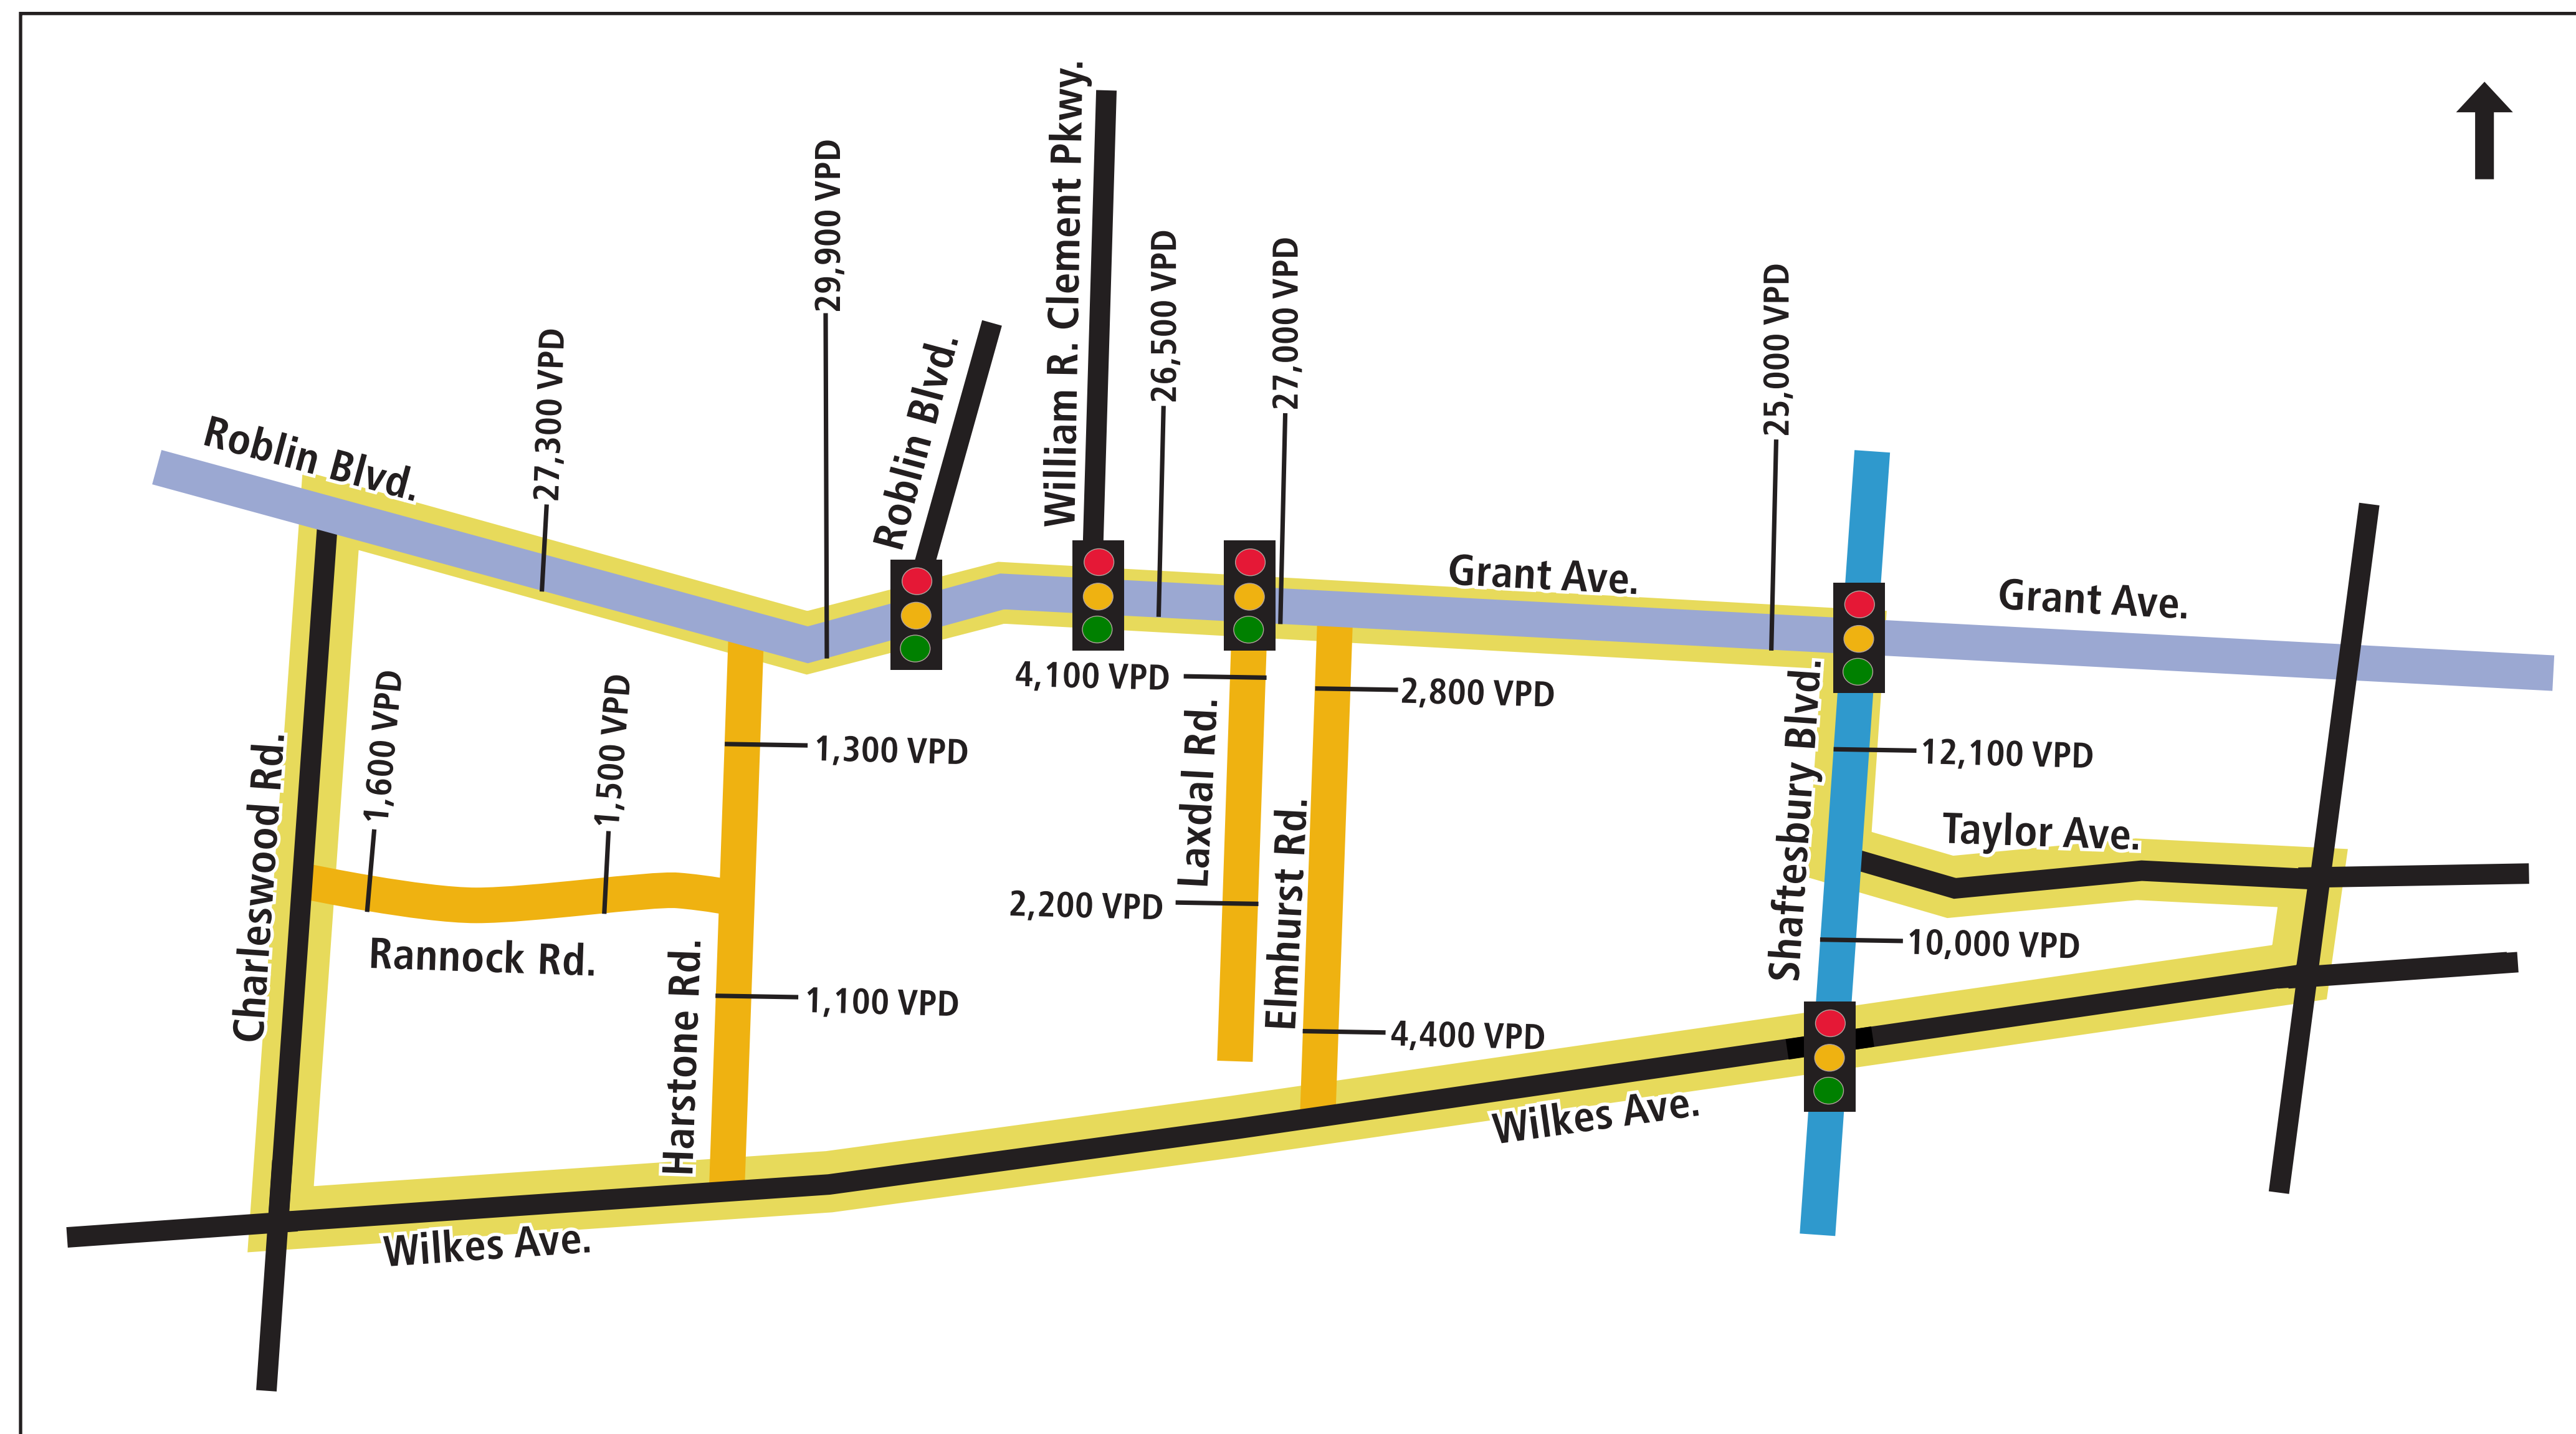 William R. Clement Pkwy.
29,900 VPD
26,500 VPD
27,000 VPD
25,000 VPD
27,300 VPD
Roblin Blvd.
Roblin Blvd.
Grant Ave.
Grant Ave.
4,100 VPD
2,800 VPD
1,600 VPD
1,500 VPD
1,300 VPD
Laxdal Rd.
Shaftesbury Blvd.
12,100 VPD
Charleswood Rd.
Taylor Ave.
2,200 VPD
Elmhurst Rd.
10,000 VPD
Rannock Rd.
Harstone Rd.
1,100 VPD
4,400 VPD
Wilkes Ave.
Wilkes Ave.